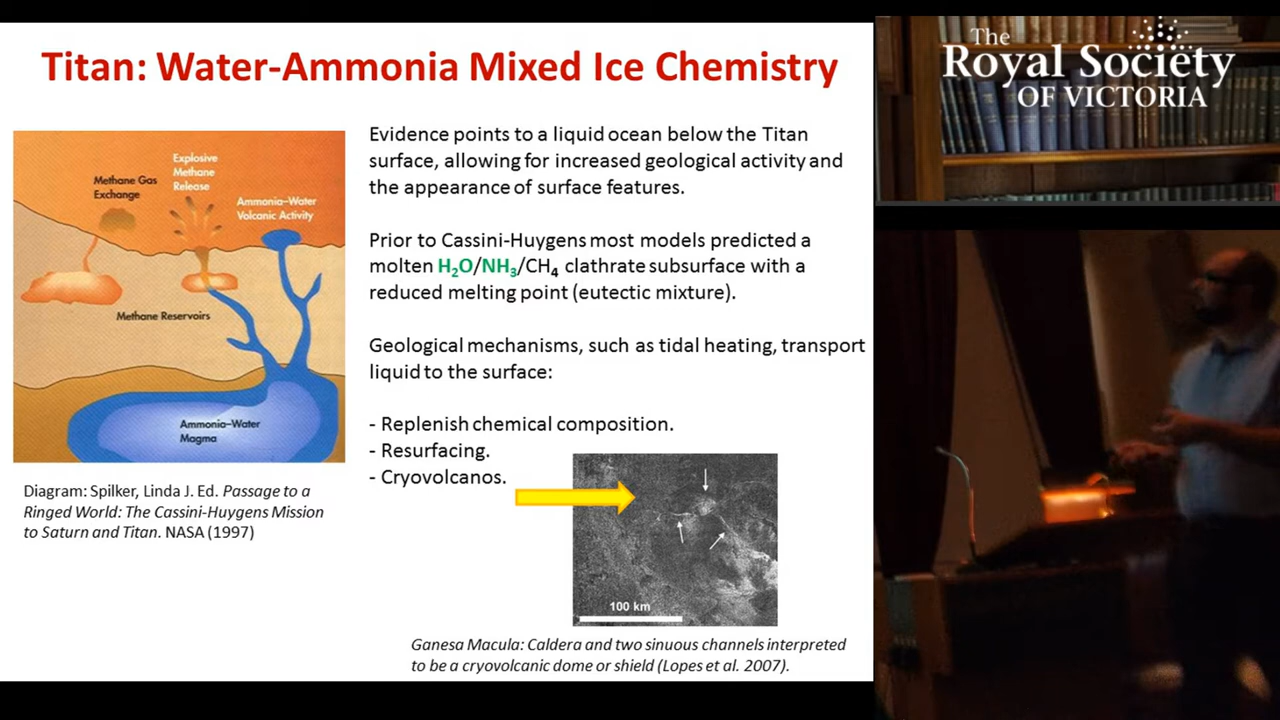 Titan: Water-Ammonia Mixed Ice Chemistry
The
Royal Society
OF VICTORIA
Explosive
Methane
Release
Methane Gas
Exchange
Ammonia–Water
Volcanic Activity
Methane Reservoirs
Ammonia–Water
Magma
Diagram: Spilker, Linda J. Ed. Passage to a
Ringed World: The Cassini-Huygens Mission
to Saturn and Titan. NASA (1997)
Evidence points to a liquid ocean below the Titan
surface, allowing for increased geological activity and
the appearance of surface features.
Prior to Cassini-Huygens most models predicted a
molten H₂O/NH₃/CH₄ clathrate subsurface with a
reduced melting point (eutectic mixture).
Geological mechanisms, such as tidal heating, transport
liquid to the surface:
- Replenish chemical composition.
- Resurfacing.
- Cryovolcanos.
100 km
Ganesa Macula: Caldera and two sinuous channels interpreted
to be a cryovolcanic dome or shield (Lopes et al. 2007).